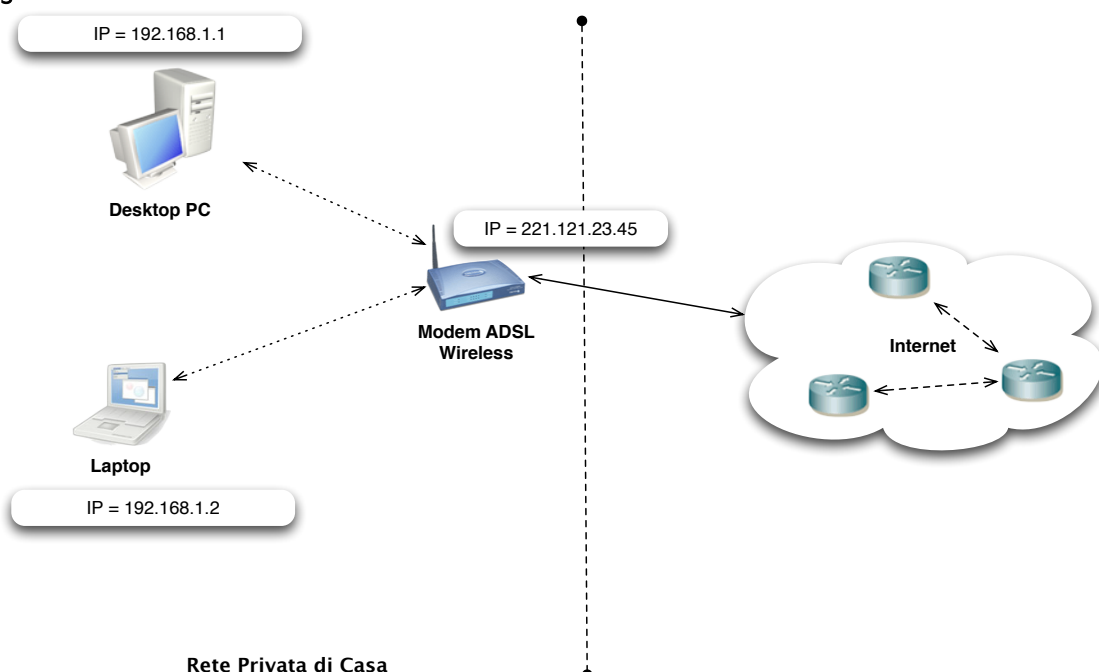 IP = 192.168.1.1
Desktop PC
IP = 221.121.23.45
Modem ADSL
Wireless
Internet
Laptop
IP = 192.168.1.2
Rete Privata di Casa